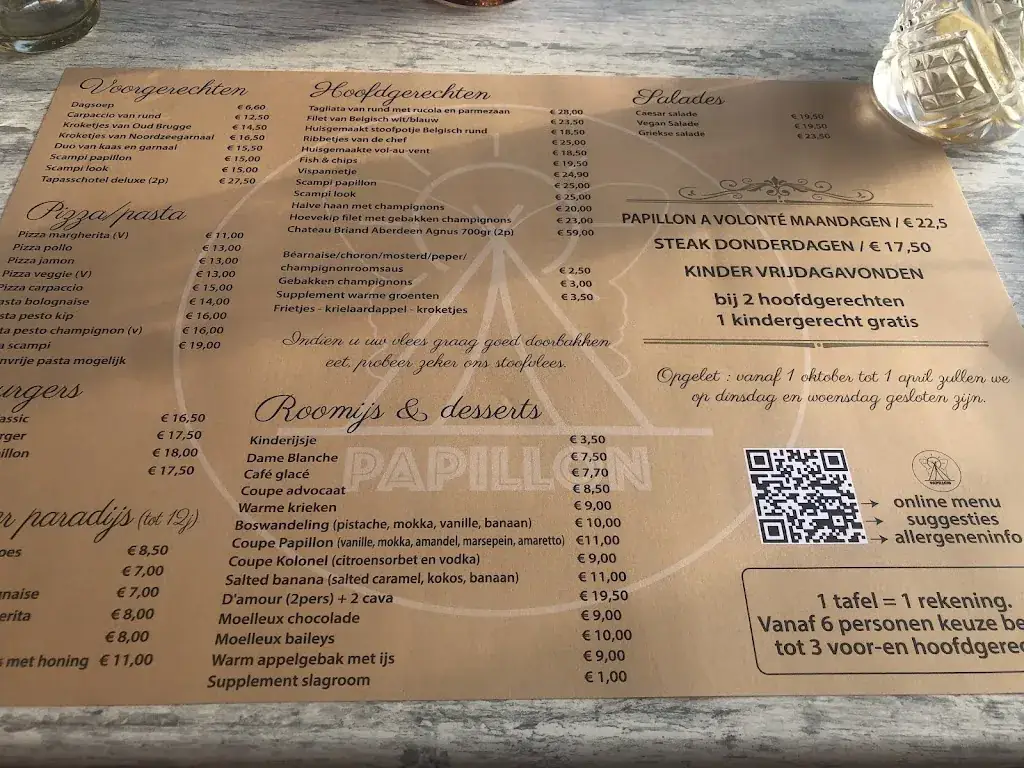 Voorgerechten
Dagsoep € 6,60
Carpaccio van rund € 12,50
Kroketjes van Oud Brugge € 14,50
Kroketjes van Noordzeegarnaal € 16,50
Duo van kaas en garnaal € 15,50
Scampi papillon € 15,00
Scampi look € 15,00
Tapasschotel deluxe (2p) € 27,50
Pizza/pasta
Pizza margherita (V) € 11,00
Pizza pollo € 13,00
Pizza jamon € 13,00
Pizza veggie (V) € 13,00
Pizza carpaccio € 15,00
asta bolognaise € 14,00
sta pesto kip € 16,00
ta pesto champignon (v) € 16,00
a scampi € 19,00
nvrije pasta mogelijk
urgers
lassic € 16,50
rger € 17,50
illon € 18,00
€ 17,50
er paradijs (tot 12j)
oes € 8,50
€ 7,00
gnaise € 7,00
erita € 8,00
€ 8,00
s met honing € 11,00
Hoofdgerechten
Tagliata van rund met rucola en parmezaan € 28,00
Filet van Belgisch wit/blauw € 23,50
Huisgemaakt stoofpotje Belgisch rund € 18,50
Ribbetjes van de chef € 25,00
Huisgemaakte vol-au-vent € 18,50
Fish & chips € 19,50
Vispannetje € 24,90
Scampi papillon € 25,00
Scampi look € 25,00
Halve haan met champignons € 20,00
Hoevekip filet met gebakken champignons € 23,00
Chateau Briand Aberdeen Agnus 700gr (2p) € 59,00
Béarnaise/choron/mosterd/peper/
champignonroomsaus € 2,50
Gebakken champignons € 3,00
Supplement warme groenten € 3,50
Frietjes - krielaardappel - kroketjes
Indien u uw vlees graag goed doorbakken
eet, probeer zeker ons stoofvlees.
Roomijs & desserts
Kinderijsje € 3,50
Dame Blanche € 7,50
Café glacé € 7,70
Coupe advocaat € 8,50
Warme krieken € 9,00
Boswandeling (pistache, mokka, vanille, banaan) € 10,00
Coupe Papillon (vanille, mokka, amandel, marsepein, amaretto) €11,00
Coupe Kolonel (citroensorbet en vodka) € 9,00
Salted banana (salted caramel, kokos, banaan) € 11,00
D'amour (2pers) + 2 cava € 19,50
Moelleux chocolade € 9,00
Moelleux baileys € 10,00
Warm appelgebak met ijs € 9,00
Supplement slagroom € 1,00
PAPILLON
Salades
Caesar salade € 19,50
Vegan Salade € 19,50
Griekse salade € 23,50
PAPILLON A VOLONTÉ MAANDAGEN / € 22,5
STEAK DONDERDAGEN / € 17,50
KINDER VRIJDAGAVONDEN
bij 2 hoofdgerechten
1 kindergerecht gratis
Opgelet : vanaf 1 oktober tot 1 april zullen we
op dinsdag en woensdag gesloten zijn.
PAPILLON
online menu
suggesties
allergeneninfo
1 tafel = 1 rekening.
Vanaf 6 personen keuze be
tot 3 voor-en hoofdgerec